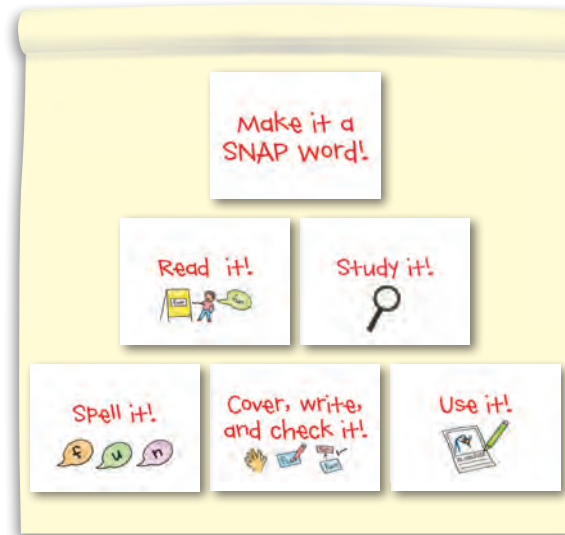 Make it a
SNAP word!
Read it!
Study it!
Spell it!
f u n
Cover, write,
and check it!
Use it!